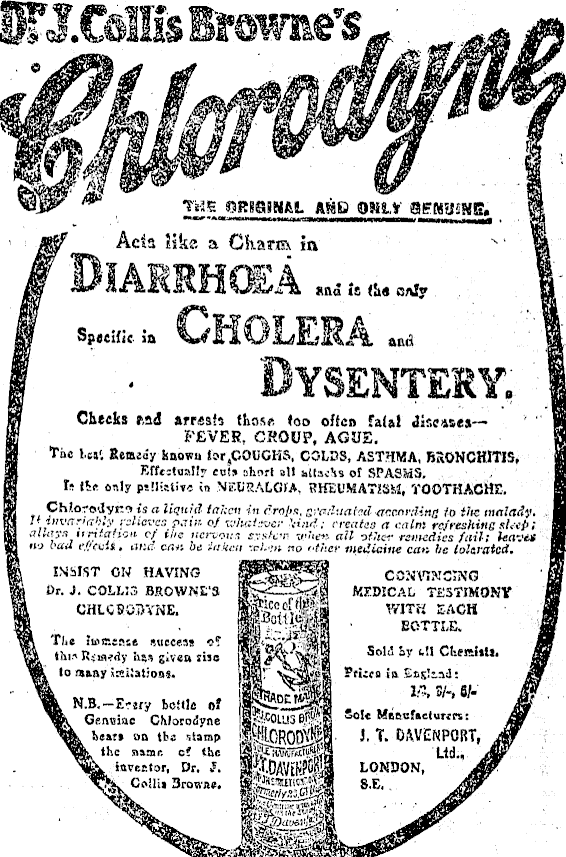 Dr. J. Collis Browne's
Chlorodyne
THE ORIGINAL AND ONLY GENUINE.
Acts like a Charm in
DIARRHŒA and is the only
Specific in CHOLERA and
DYSENTERY.
Checks and arrests those too often fatal diseases—
FEVER, CROUP, AGUE.
The best Remedy known for COUGHS, COLDS, ASTHMA, BRONCHITIS,
Effectually cuts short all attacks of SPASMS.
Is the only palliative in NEURALGIA, RHEUMATISM, TOOTHACHE.
Chlorodyne is a liquid taken in drops, graduated according to the malady.
It invariably relieves pain of whatever kind; creates a calm refreshing sleep;
allays irritation of the nervous system when all other remedies fail; leaves
no bad effects, and can be taken when no other medicine can be tolerated.
INSIST ON HAVING
Dr. J. COLLIS BROWNE'S
CHLORODYNE.
The immense success of
this Remedy has given rise
to many imitations.
N.B.—Every bottle of
Genuine Chlorodyne
bears on the stamp
the name of the
inventor, Dr. J.
Collis Browne.
Price of this
Bottle
TRADE MARK
COLLIS BROW
CHLORODYNE
SOLE MANUFACTURER
J.T. DAVENPORT
CONVINCING
MEDICAL TESTIMONY
WITH EACH
BOTTLE.
Sold by all Chemists.
Prices in England:
Sole Manufacturers:
J. T. DAVENPORT,
Ltd.,
LONDON,
S.E.